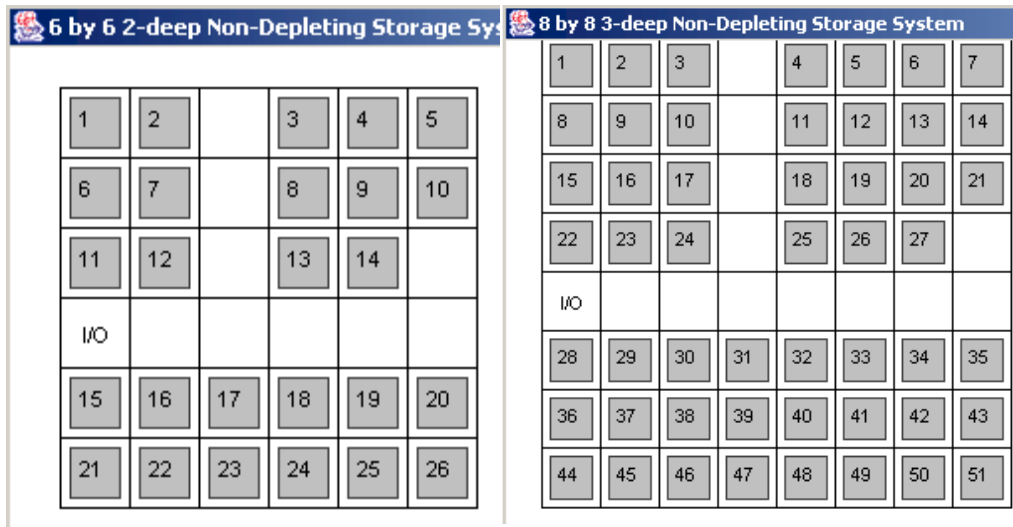 6 by 6 2-deep Non-Depleting Storage Sys
1 2 3 4 5
6 7 8 9 10
11 12 13 14
I/O
15 16 17 18 19 20
21 22 23 24 25 26
8 by 8 3-deep Non-Depleting Storage System
1 2 3 4 5 6 7
8 9 10 11 12 13 14
15 16 17 18 19 20 21
22 23 24 25 26 27
I/O
28 29 30 31 32 33 34 35
36 37 38 39 40 41 42 43
44 45 46 47 48 49 50 51